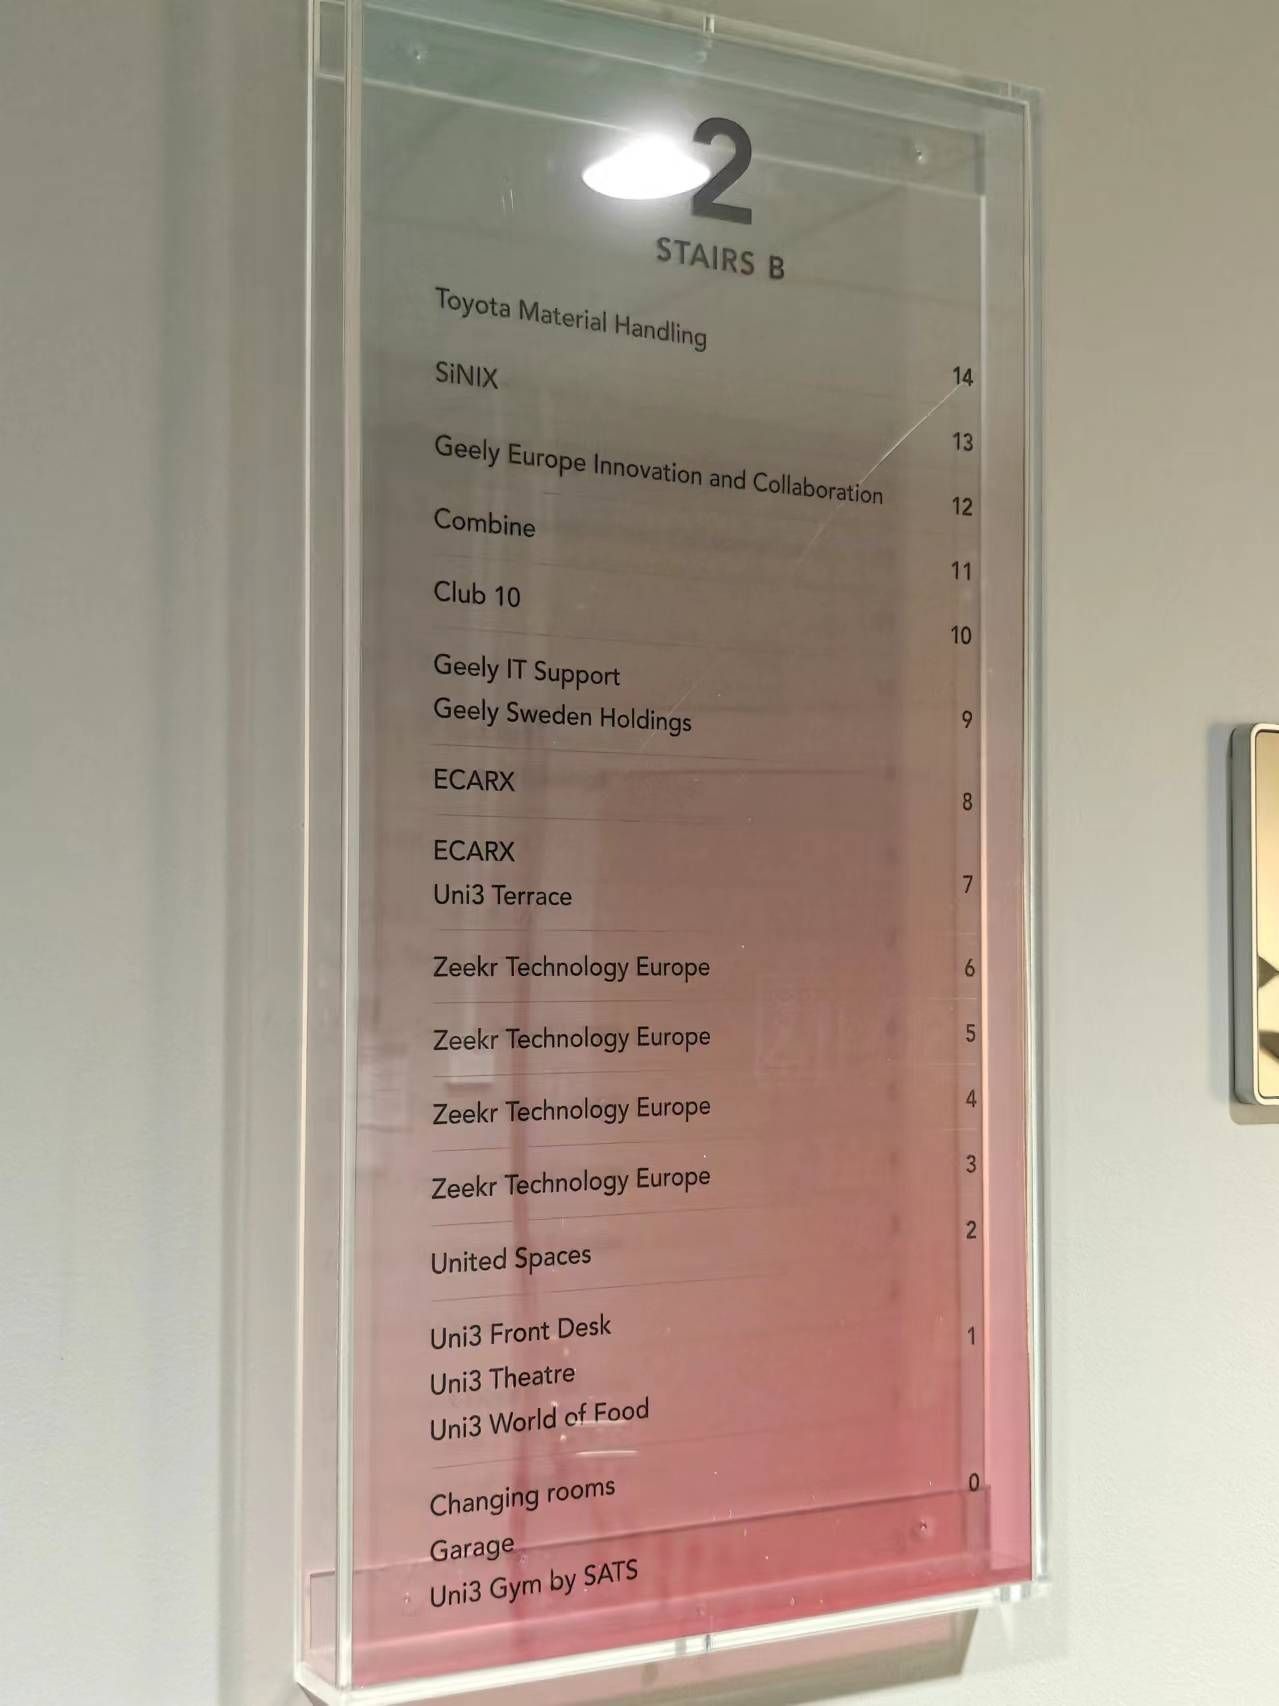 2
STAIRS B
Toyota Material Handling 14
SiNIX 13
Geely Europe Innovation and Collaboration 12
Combine 11
Club 10 10
Geely IT Support
Geely Sweden Holdings 9
ECARX 8
ECARX
Uni3 Terrace 7
Zeekr Technology Europe 6
Zeekr Technology Europe 5
Zeekr Technology Europe 4
Zeekr Technology Europe 3
United Spaces 2
Uni3 Front Desk 1
Uni3 Theatre
Uni3 World of Food
Changing rooms 0
Garage
Uni3 Gym by SATS